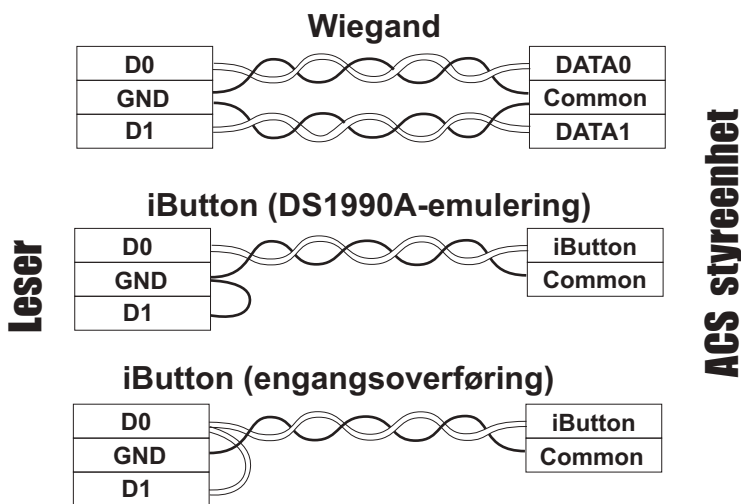 Wiegand
D0 DATA0
GND Common
D1 DATA1
iButton (DS1990A-emulering)
D0 iButton
GND Common
D1
iButton (engangsoverføring)
D0 iButton
GND Common
D1
Leser
ACS styreenhet